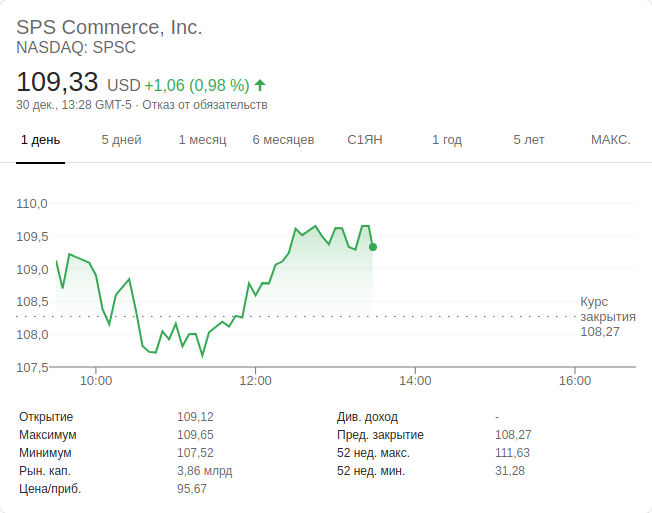 SPS Commerce, Inc.
NASDAQ: SPSC
109,33 USD +1,06 (0,98 %)
30 дек., 13:28 GMT-5 · Отказ от обязательств
1 день 5 дней 1 месяц 6 месяцев С1ЯН 1 год 5 лет МАКС.
110,0
109,5
109,0
108,5
108,0
107,5
Курс
закрытия
108,27
10:00 12:00 14:00 16:00
Открытие 109,12 Див. доход -
Максимум 109,65 Пред. закрытие 108,27
Минимум 107,52 52 нед. макс. 111,63
Рын. кап. 3,86 млрд 52 нед. мин. 31,28
Цена/приб. 95,67